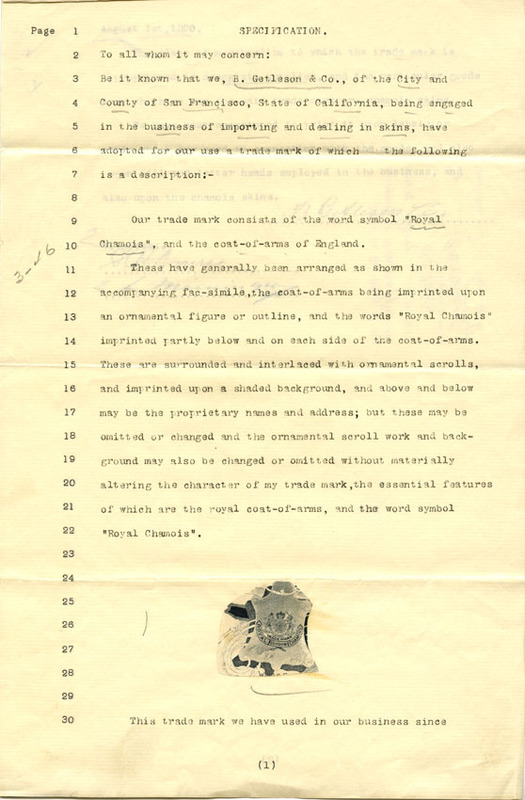 Page 1 SPECIFICATION.
2 To all whom it may concern:
3 Be it known that we, B. Getleson & Co., of the City and
4 County of San Francisco, State of California, being engaged
5 in the business of importing and dealing in skins, have
6 adopted for our use a trade mark of which the following
7 is a description:-
8
9 Our trade mark consists of the word symbol "Royal
10 Chamois", and the coat-of-arms of England.
3-16
11 These have generally been arranged as shown in the
12 accompanying fac-simile,the coat-of-arms being imprinted upon
13 an ornamental figure or outline, and the words "Royal Chamois"
14 imprinted partly below and on each side of the coat-of-arms.
15 These are surrounded and interlaced with ornamental scrolls,
16 and imprinted upon a shaded background, and above and below
17 may be the proprietary names and address; but these may be
18 omitted or changed and the ornamental scroll work and back-
19 ground may also be changed or omitted without materially
20 altering the character of my trade mark,the essential features
21 of which are the royal coat-of-arms, and the word symbol
22 "Royal Chamois".
23
24
25
26
27
28
29
30 This trade mark we have used in our business since
(1)